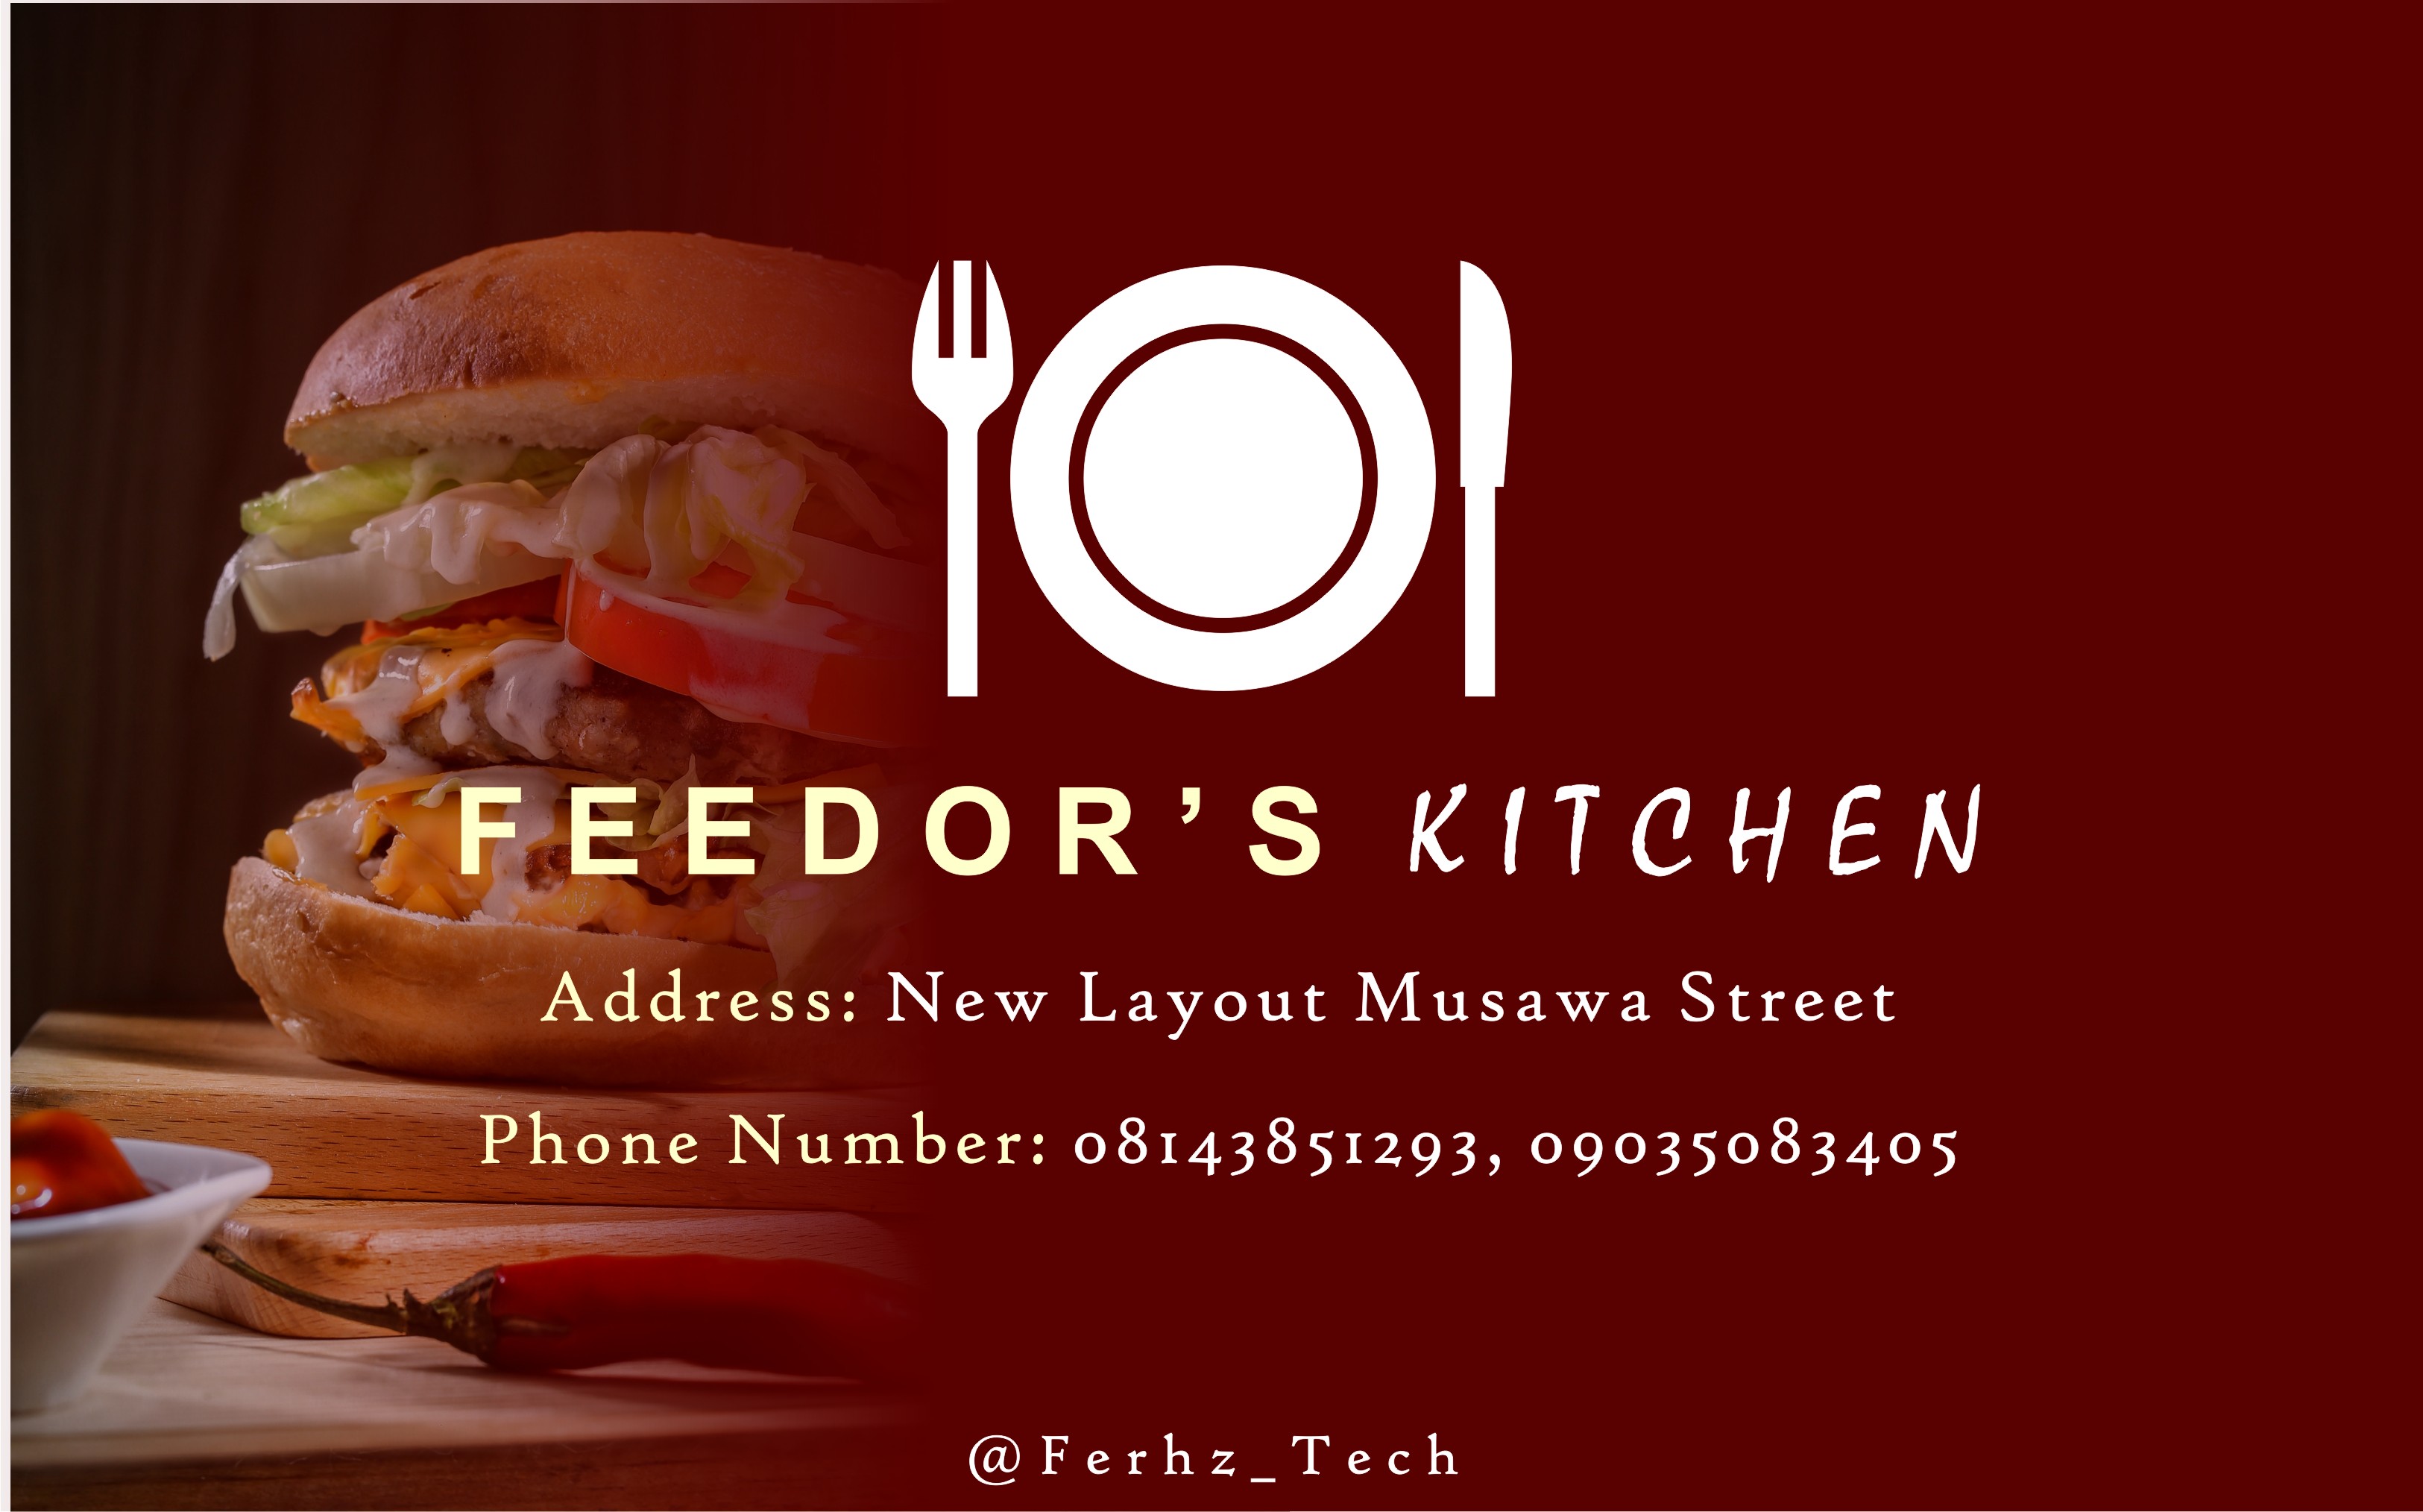 FEEDOR’S KITCHEN
Address: New Layout Musawa Street
Phone Number: 08143851293, 09035083405
@Ferhz_Tech